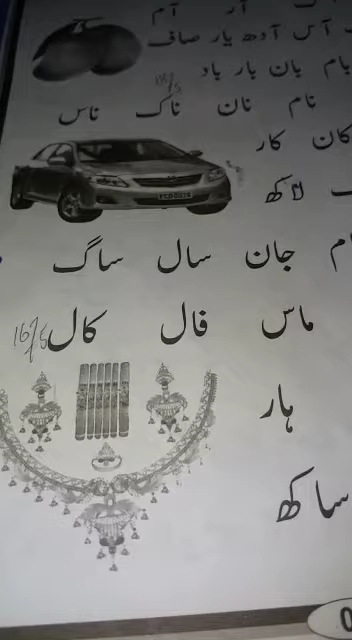 آر آم
آس آدھ یار صاف
بام بان بار باد
نام نان ناک ناس
کان کار
لاکھ
جان سال ساگ
ماس فال کال
ہار
ساکھ